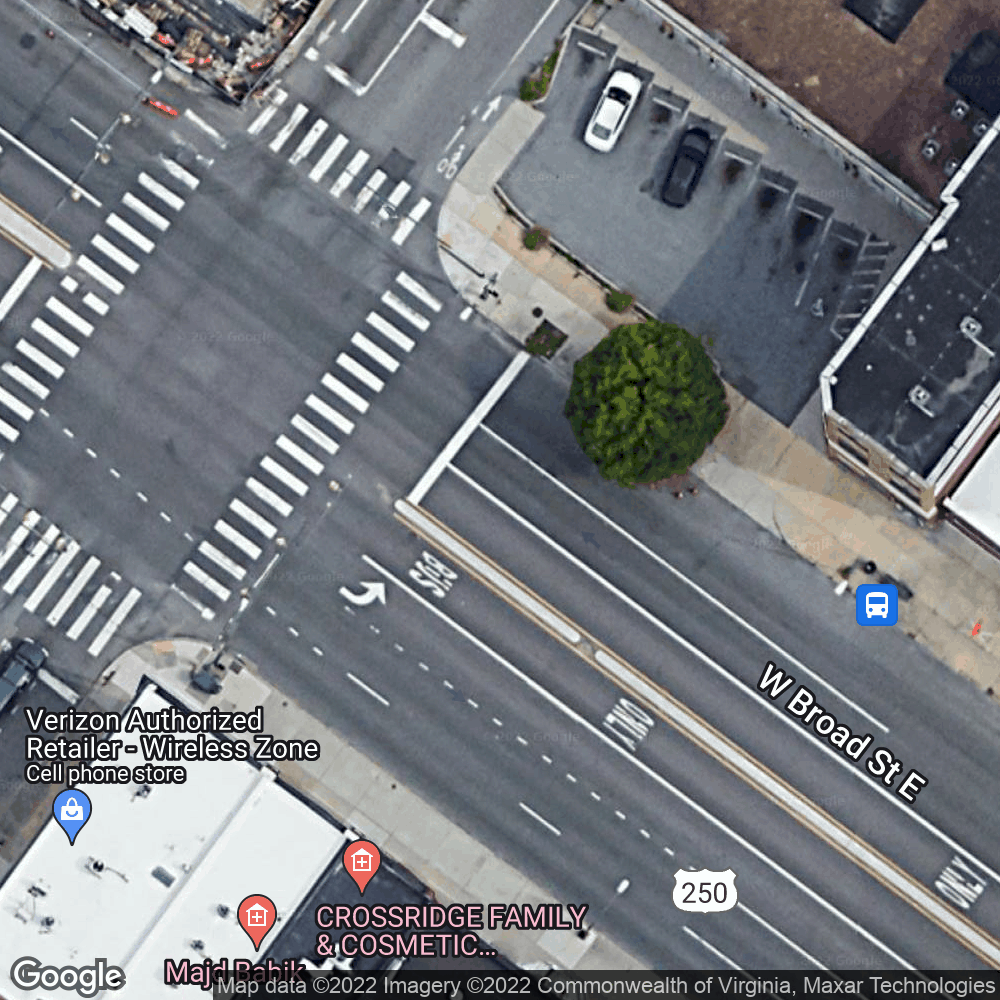 BUS
ONLY
W Broad St E
Verizon Authorized
Retailer - Wireless Zone
Cell phone store
250
ONLY
CROSSRIDGE FAMILY
& COSMETIC...
Majd Bahik
Google
Map data ©2022 Imagery ©2022 Commonwealth of Virginia, Maxar Technologies